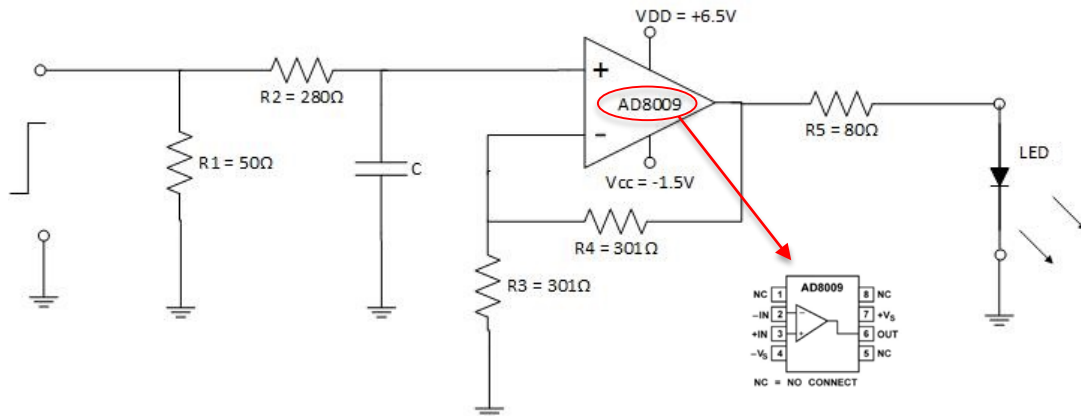 VDD = +6.5V
R2 = 280Ω
+
AD8009
R5 = 80Ω
−
R1 = 50Ω
C
LED
Vcc = -1.5V
R4 = 301Ω
R3 = 301Ω
AD8009
NC 1 8 NC
−IN 2 − 7 +VS
+IN 3 + 6 OUT
−VS 4 5 NC
NC = NO CONNECT